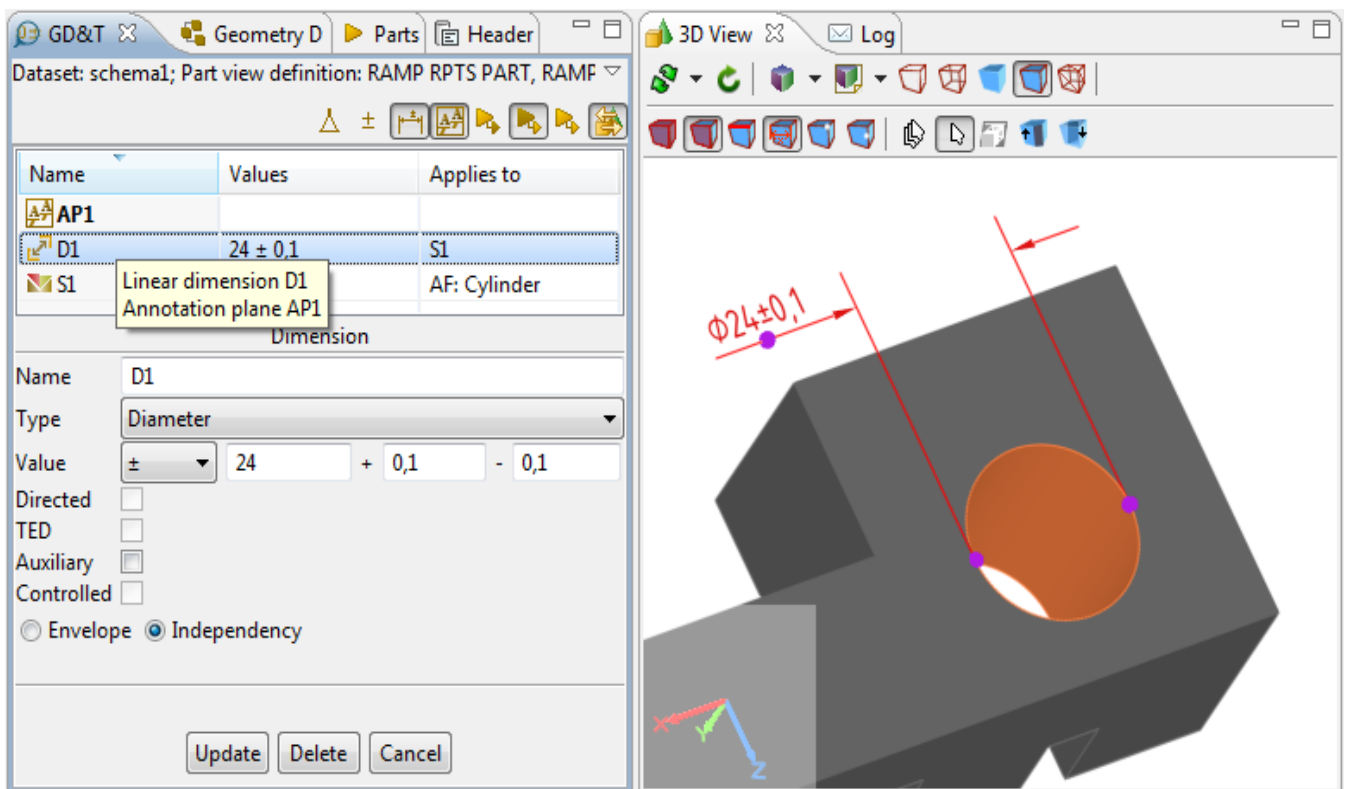 GD&T Geometry D Parts Header
Dataset: schema1; Part view definition: RAMP RPTS PART, RAMP
Name Values Applies to
AP1
D1 24 ± 0,1 S1
S1 AF: Cylinder
Linear dimension D1
Annotation plane AP1
Dimension
Name D1
Type Diameter
Value ± 24 + 0,1 - 0,1
Directed
TED
Auxiliary
Controlled
Envelope Independency
Update Delete Cancel
3D View Log
Φ24±0,1
X
Y
Z